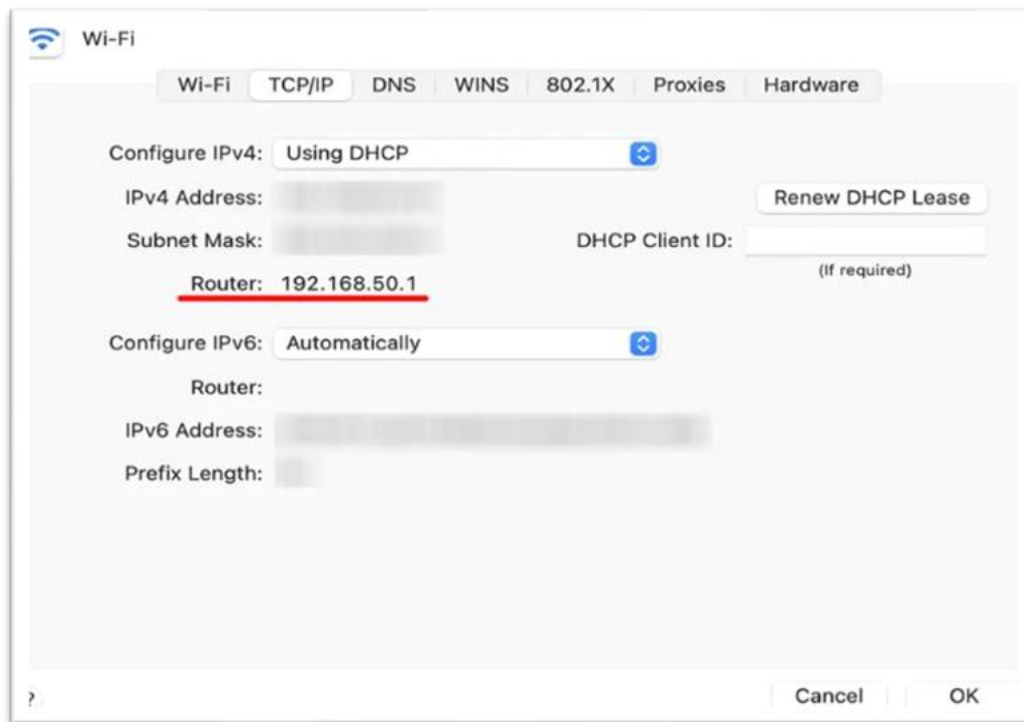 Wi-Fi
Wi-Fi TCP/IP DNS WINS 802.1X Proxies Hardware
Configure IPv4: Using DHCP
IPv4 Address: Renew DHCP Lease
Subnet Mask: DHCP Client ID:
(If required)
Router: 192.168.50.1
Configure IPv6: Automatically
Router:
IPv6 Address:
Prefix Length:
? Cancel OK